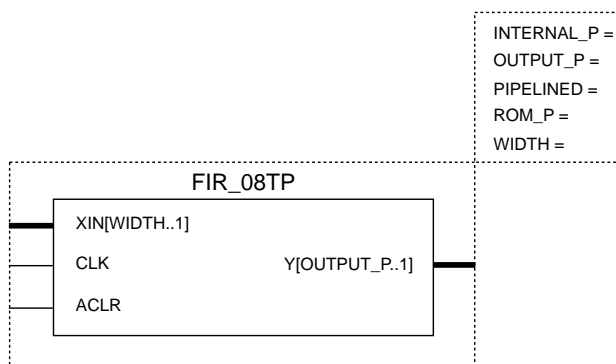 INTERNAL_P =
OUTPUT_P =
PIPELINED =
ROM_P =
WIDTH =
FIR_08TP
XIN[WIDTH..1]
CLK
Y[OUTPUT_P..1]
ACLR